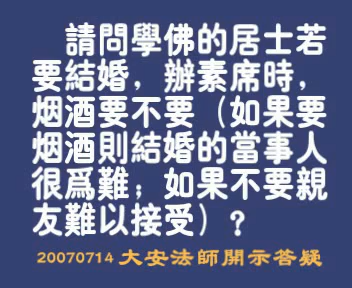 請問學佛的居士若
要結婚，辦素席時，
烟酒要不要（如果要
烟酒則結婚的當事人
很爲難；如果不要親
友難以接受）？
20070714 大安法師開示答疑